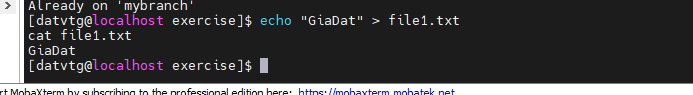 Already on 'mybranch'
[datvtg@localhost exercise]$ echo "GiaDat" > file1.txt
cat file1.txt
GiaDat
[datvtg@localhost exercise]$
rt MobaXterm by subscribing to the professional edition here: https://mobaxterm.mobatek.net